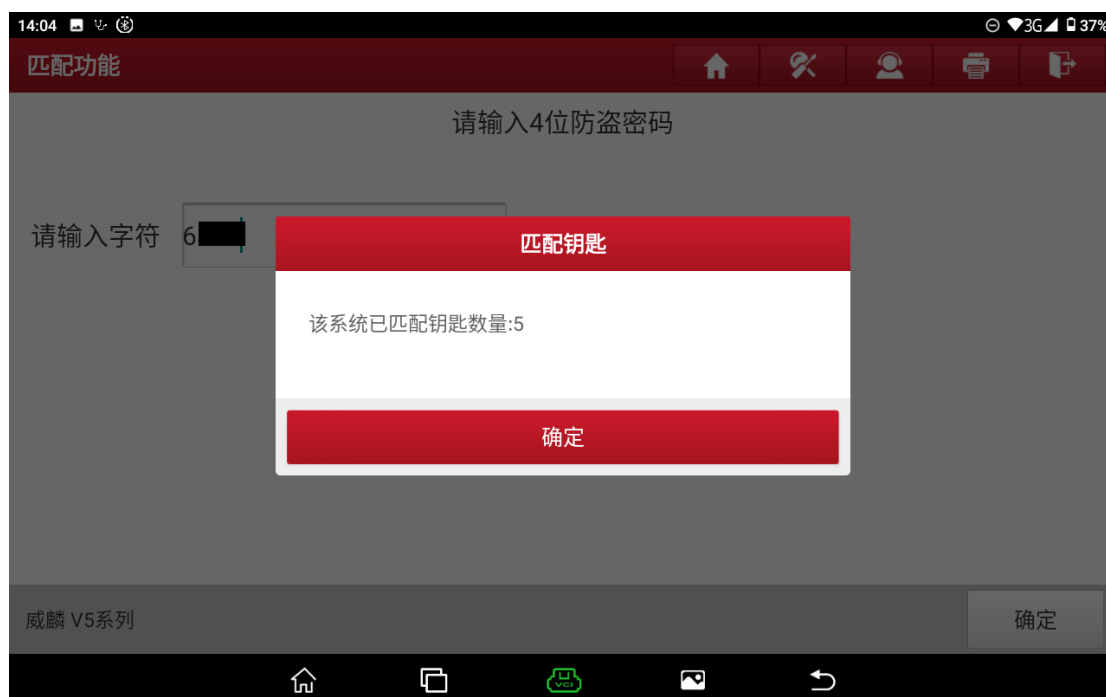 14:04 3G 37%
匹配功能
请输入4位防盗密码
请输入字符 6
匹配钥匙
该系统已匹配钥匙数量:5
确定
威麟 V5系列 确定
VCI